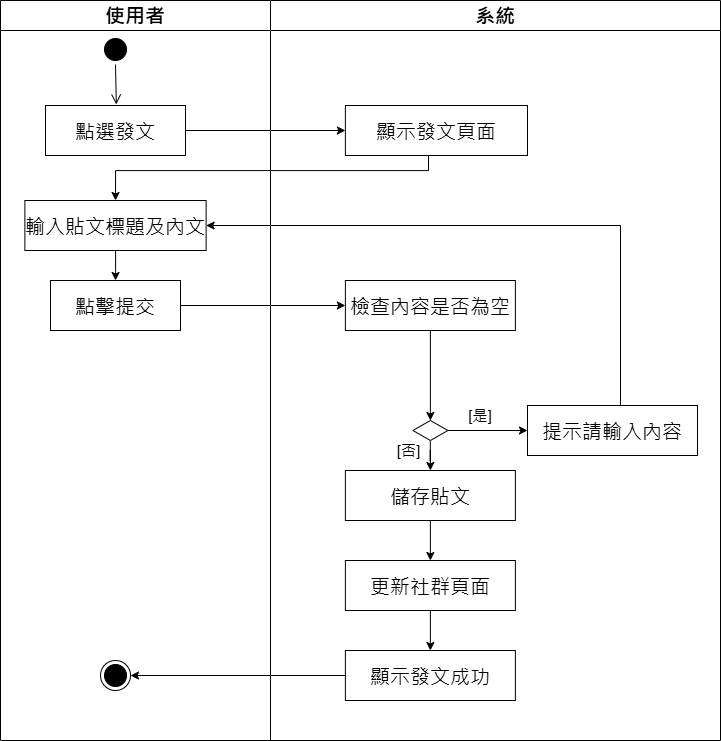 使用者
系統
點選發文
顯示發文頁面
輸入貼文標題及內文
點擊提交
檢查內容是否為空
[是]
提示請輸入內容
[否]
儲存貼文
更新社群頁面
顯示發文成功